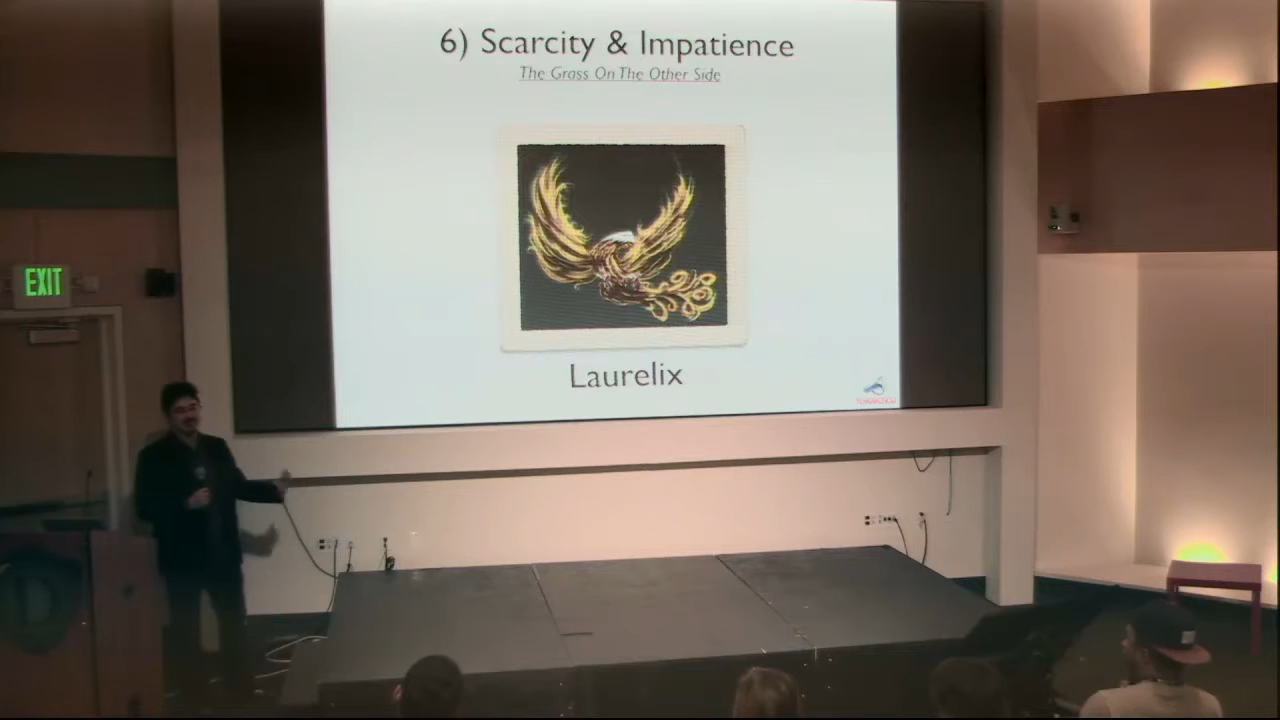 6) Scarcity & Impatience
The Grass On The Other Side
Laurelix
EXIT